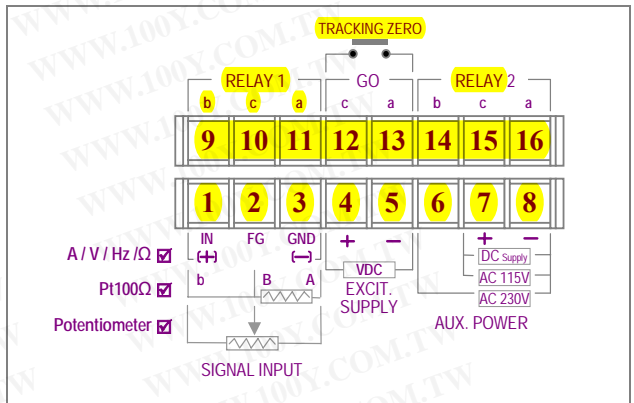 TRACKING ZERO
RELAY 1 GO RELAY 2
b c a c a b c a
9 10 11 12 13 14 15 16
1 2 3 4 5 6 7 8
IN FG GND + − + −
(+) (—)
A / V / Hz /Ω ☑
DC Supply
VDC
Pt100Ω ☑
b B A
AC 115V
EXCIT.
SUPPLY
AC 230V
Potentiometer ☑
AUX. POWER
SIGNAL INPUT
WWW.100Y.COM.TW